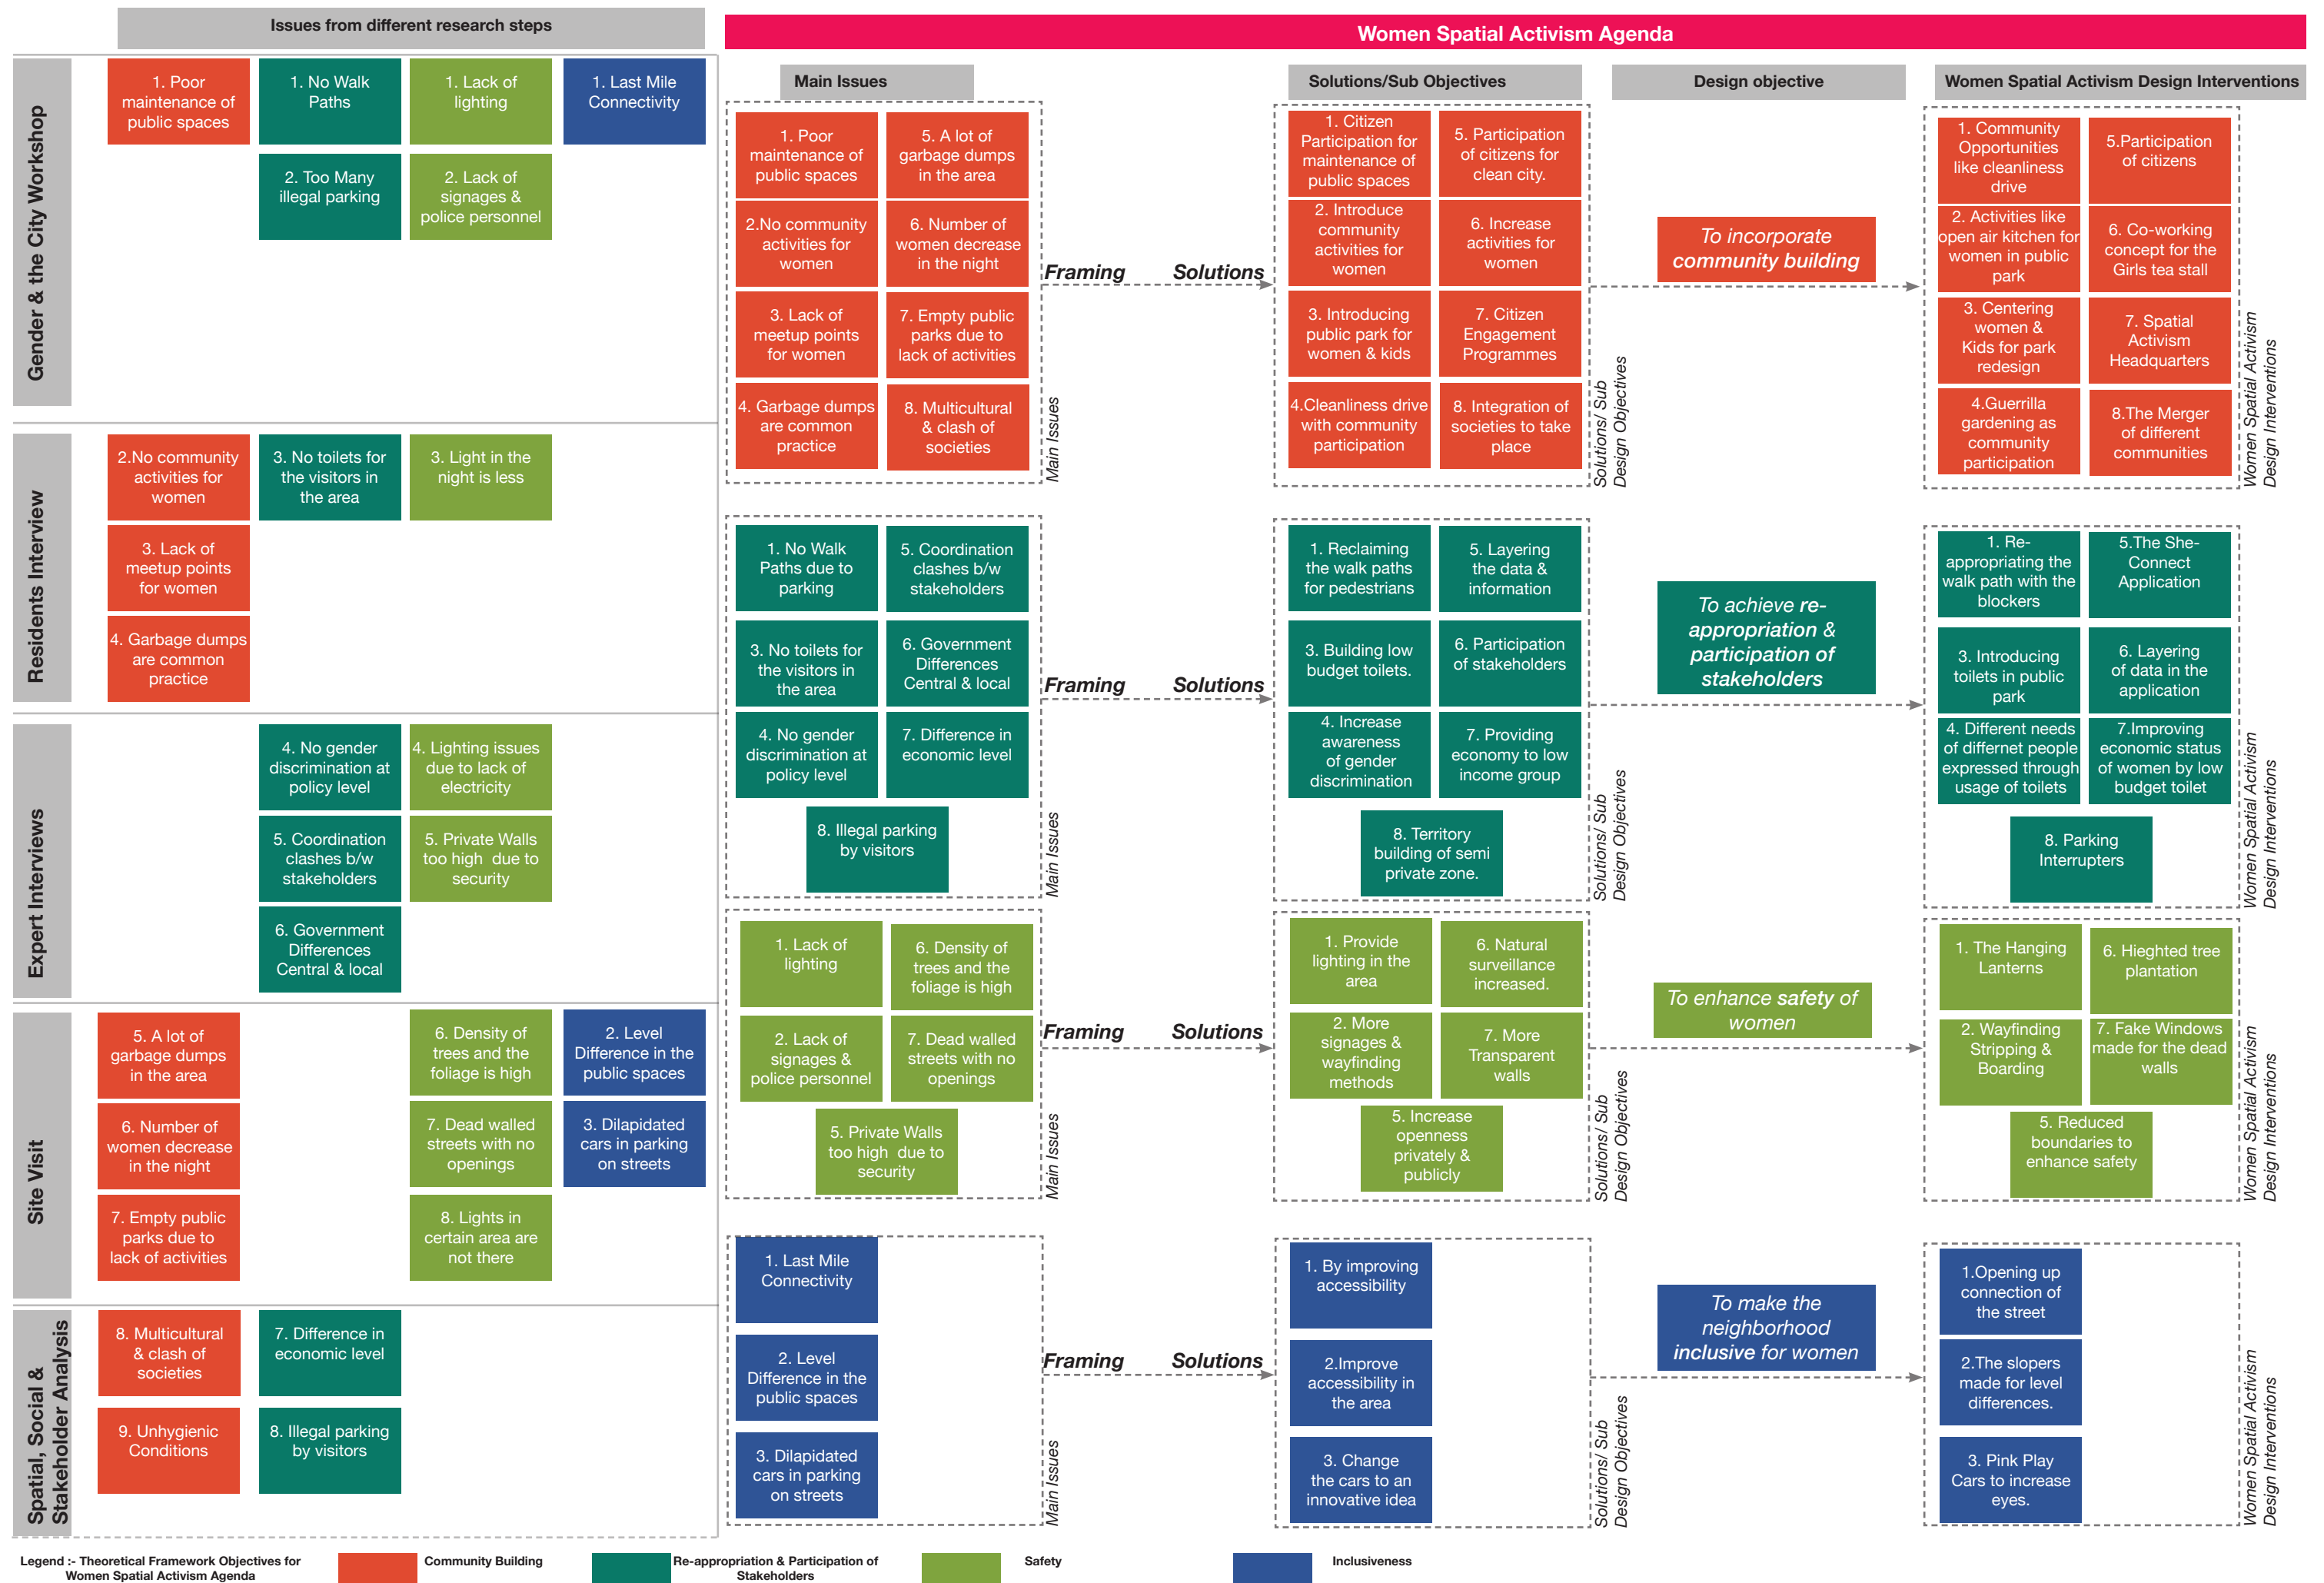 Issues from different research steps
Women Spatial Activism Agenda
Gender & the City Workshop
1. Poor
maintenance of
public spaces
1. No Walk
Paths
1. Lack of
lighting
1. Last Mile
Connectivity
2. Too Many
illegal parking
2. Lack of
signages &
police personnel
Residents Interview
2.No community
activities for
women
3. No toilets for
the visitors in
the area
3. Light in the
night is less
3. Lack of
meetup points
for women
4. Garbage dumps
are common
practice
Expert Interviews
4. No gender
discrimination at
policy level
4. Lighting issues
due to lack of
electricity
5. Coordination
clashes b/w
stakeholders
5. Private Walls
too high due to
security
6. Government
Differences
Central & local
Site Visit
5. A lot of
garbage dumps
in the area
6. Density of
trees and the
foliage is high
2. Level
Difference in the
public spaces
6. Number of
women decrease
in the night
7. Dead walled
streets with no
openings
3. Dilapidated
cars in parking
on streets
7. Empty public
parks due to
lack of activities
8. Lights in
certain area are
not there
Spatial, Social &
Stakeholder Analysis
8. Multicultural
& clash of
societies
7. Difference in
economic level
9. Unhygienic
Conditions
8. Illegal parking
by visitors
Main Issues
Solutions/Sub Objectives
Design objective
Women Spatial Activism Design Interventions
1. Poor
maintenance of
public spaces
5. A lot of
garbage dumps
in the area
2.No community
activities for
women
6. Number of
women decrease
in the night
3. Lack of
meetup points
for women
7. Empty public
parks due to
lack of activities
4. Garbage dumps
are common
practice
8. Multicultural
& clash of
societies
Main Issues
Framing
Solutions
1. Citizen
Participation for
maintenance of
public spaces
5. Participation
of citizens for
clean city.
2. Introduce
community
activities for
women
6. Increase
activities for
women
3. Introducing
public park for
women & kids
7. Citizen
Engagement
Programmes
4.Cleanliness drive
with community
participation
8. Integration of
societies to take
place
Solutions/ Sub
Design Objectives
To incorporate
community building
1. Community
Opportunities
like cleanliness
drive
5.Participation
of citizens
2. Activities like
open air kitchen for
women in public
park
6. Co-working
concept for the
Girls tea stall
3. Centering
women &
Kids for park
redesign
7. Spatial
Activism
Headquarters
4.Guerrilla
gardening as
community
participation
8.The Merger
of different
communities
Women Spatial Activism
Design Interventions
1. No Walk
Paths due to
parking
5. Coordination
clashes b/w
stakeholders
3. No toilets for
the visitors in
the area
6. Government
Differences
Central & local
4. No gender
discrimination at
policy level
7. Difference in
economic level
8. Illegal parking
by visitors
Main Issues
Framing
Solutions
1. Reclaiming
the walk paths
for pedestrians
5. Layering
the data &
information
3. Building low
budget toilets.
6. Participation
of stakeholders
4. Increase
awareness
of gender
discrimination
7. Providing
economy to low
income group
8. Territory
building of semi
private zone.
Solutions/ Sub
Design Objectives
To achieve re-
appropriation &
participation of
stakeholders
1. Re-
appropriating the
walk path with the
blockers
5.The She-
Connect
Application
3. Introducing
toilets in public
park
6. Layering
of data in the
application
4. Different needs
of differnet people
expressed through
usage of toilets
7.Improving
economic status
of women by low
budget toilet
8. Parking
Interrupters
Women Spatial Activism
Design Interventions
1. Lack of
lighting
6. Density of
trees and the
foliage is high
2. Lack of
signages &
police personnel
7. Dead walled
streets with no
openings
5. Private Walls
too high due to
security
Main Issues
Framing
Solutions
1. Provide
lighting in the
area
6. Natural
surveillance
increased.
2. More
signages &
wayfinding
methods
7. More
Transparent
walls
5. Increase
openness
privately &
publicly
Solutions/ Sub
Design Objectives
To enhance safety of
women
1. The Hanging
Lanterns
6. Hieghted tree
plantation
2. Wayfinding
Stripping &
Boarding
7. Fake Windows
made for the dead
walls
5. Reduced
boundaries to
enhance safety
Women Spatial Activism
Design Interventions
1. Last Mile
Connectivity
2. Level
Difference in the
public spaces
3. Dilapidated
cars in parking
on streets
Main Issues
Framing
Solutions
1. By improving
accessibility
2.Improve
accessibility in
the area
3. Change
the cars to an
innovative idea
Solutions/ Sub
Design Objectives
To make the
neighborhood
inclusive for women
1.Opening up
connection of
the street
2.The slopers
made for level
differences.
3. Pink Play
Cars to increase
eyes.
Women Spatial Activism
Design Interventions
Legend :- Theoretical Framework Objectives for
Women Spatial Activism Agenda
Community Building
Re-appropriation & Participation of
Stakeholders
Safety
Inclusiveness